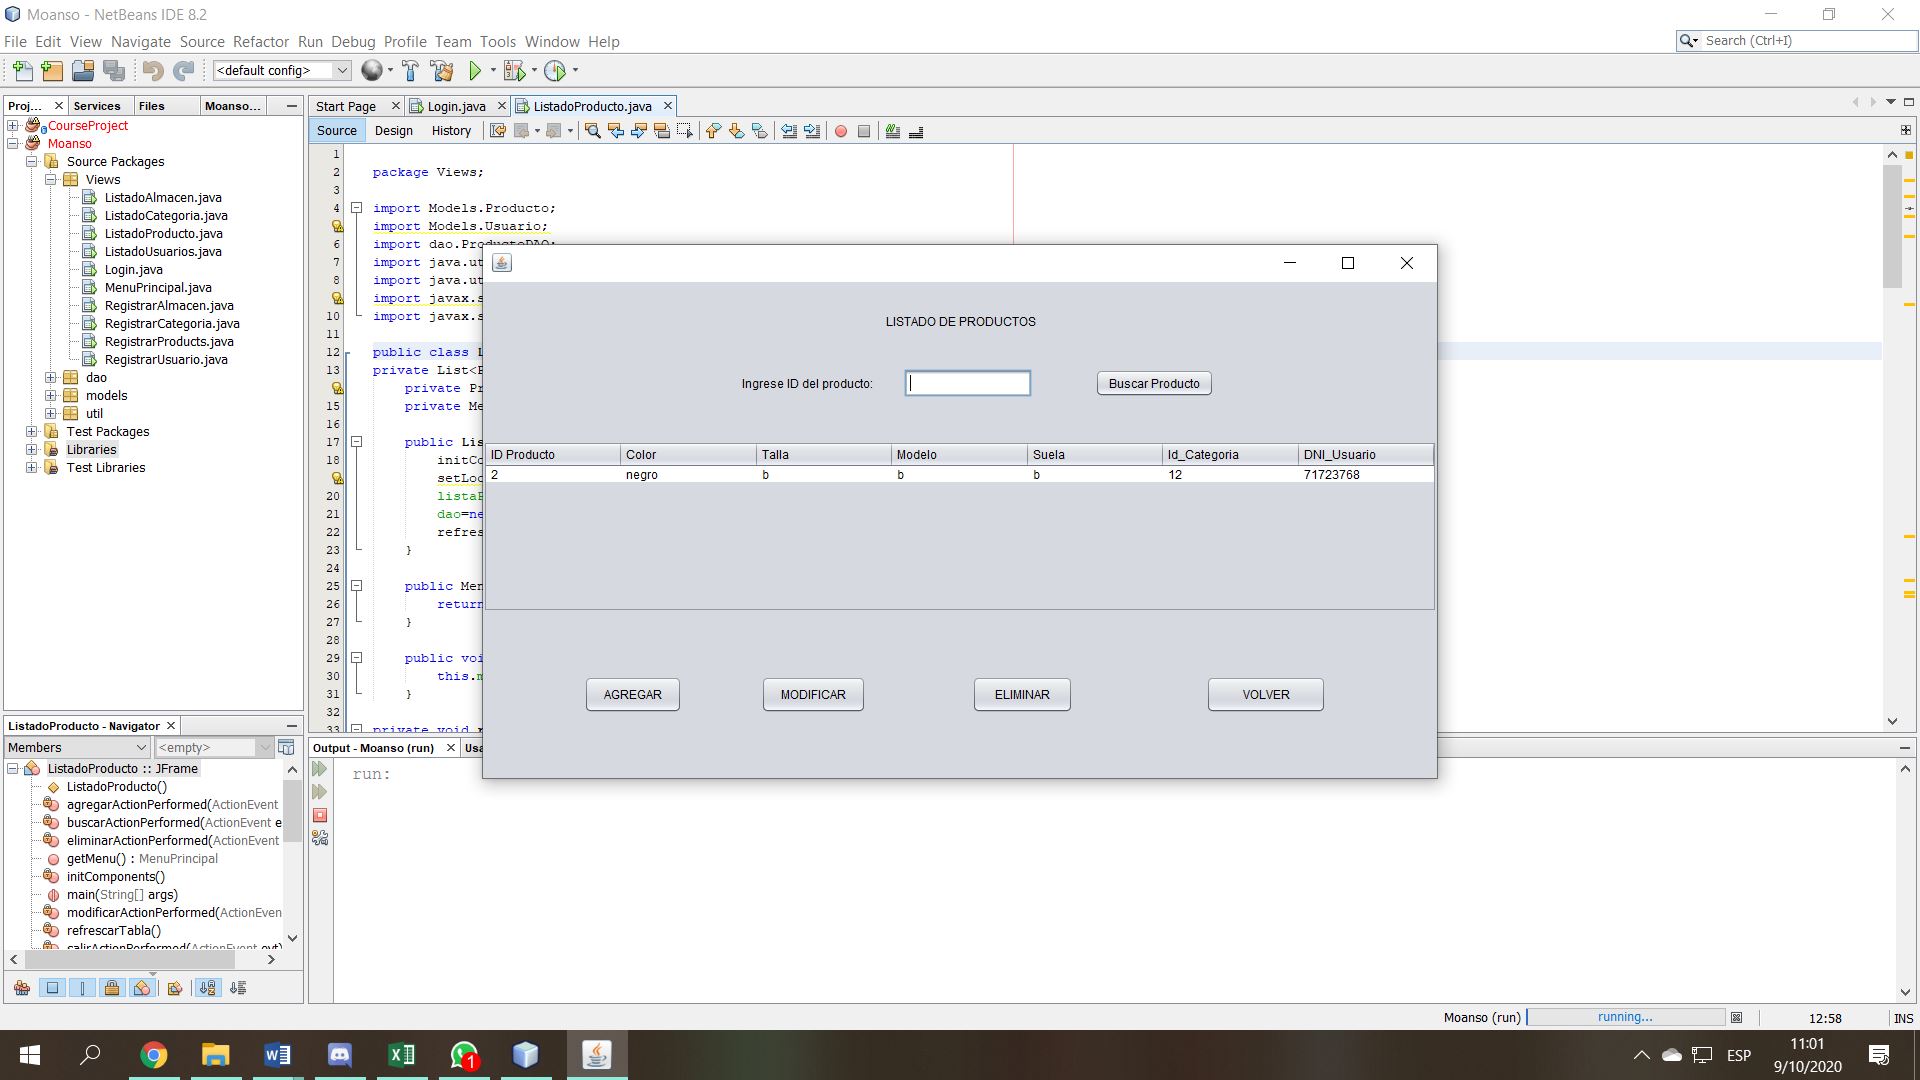 Moanso - NetBeans IDE 8.2
File Edit View Navigate Source Refactor Run Debug Profile Team Tools Window Help
Search (Ctrl+I)
<default config>
Proj... Services Files Moanso...
CourseProject
Moanso
Source Packages
Views
ListadoAlmacen.java
ListadoCategoria.java
ListadoProducto.java
ListadoUsuarios.java
Login.java
MenuPrincipal.java
RegistrarAlmacen.java
RegistrarCategoria.java
RegistrarProducts.java
RegistrarUsuario.java
dao
models
util
Test Packages
Libraries
Test Libraries
Start Page Login.java ListadoProducto.java
Source Design History
1
2 package Views;
3
4 import Models.Producto;
import Models.Usuario;
6 import dao.ProductoDAO;
7 import java.ut
8 import java.ut
import javax.s
10 import javax.s
11
12 public class L
13 private List<P
private Pr
15 private Me
16
17 public Lis
18 initCo
setLoc
20 listaP
21 dao=ne
22 refres
23 }
24
25 public Men
26 return
27 }
28
29 public voi
30 this.m
31 }
32
33 private void r
LISTADO DE PRODUCTOS
Ingrese ID del producto: Buscar Producto
ID Producto Color Talla Modelo Suela Id_Categoria DNI_Usuario
2 negro b b b 12 71723768
AGREGAR MODIFICAR ELIMINAR VOLVER
ListadoProducto - Navigator
Members <empty>
ListadoProducto :: JFrame
ListadoProducto()
agregarActionPerformed(ActionEvent
buscarActionPerformed(ActionEvent e
eliminarActionPerformed(ActionEvent
getMenu() : MenuPrincipal
initComponents()
main(String[] args)
modificarActionPerformed(ActionEven
refrescarTabla()
salirActionPerformed(ActionEvent evt)
Output - Moanso (run) Usa
run:
Moanso (run) running... 12:58 INS
1
ESP
11:01
9/10/2020